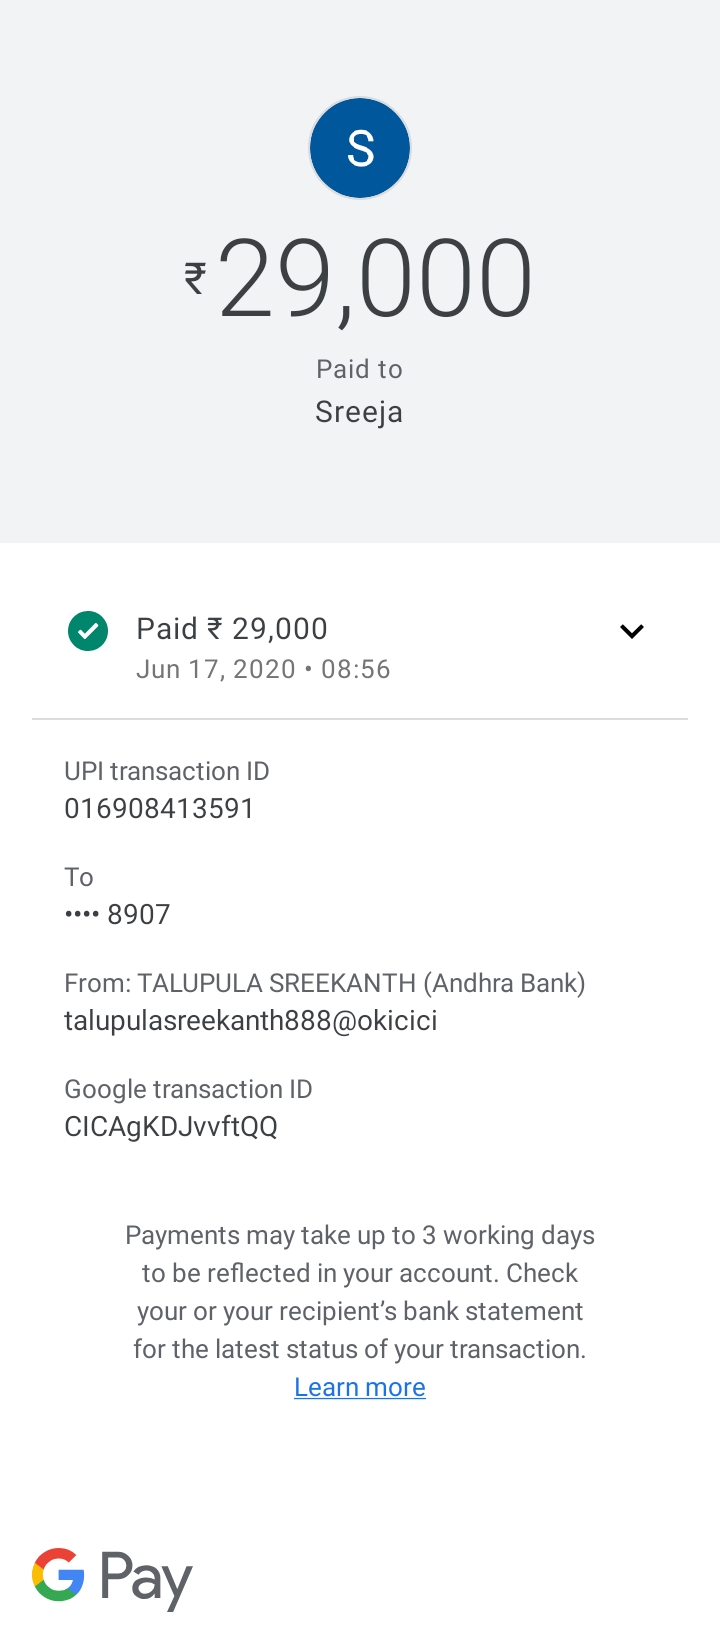 S
₹29,000
Paid to
Sreeja
Paid ₹ 29,000
Jun 17, 2020 • 08:56
UPI transaction ID
016908413591
To
•••• 8907
From: TALUPULA SREEKANTH (Andhra Bank)
talupulasreekanth888@okicici
Google transaction ID
CICAgKDJvvftQQ
Payments may take up to 3 working days
to be reflected in your account. Check
your or your recipient’s bank statement
for the latest status of your transaction.
Learn more
G Pay